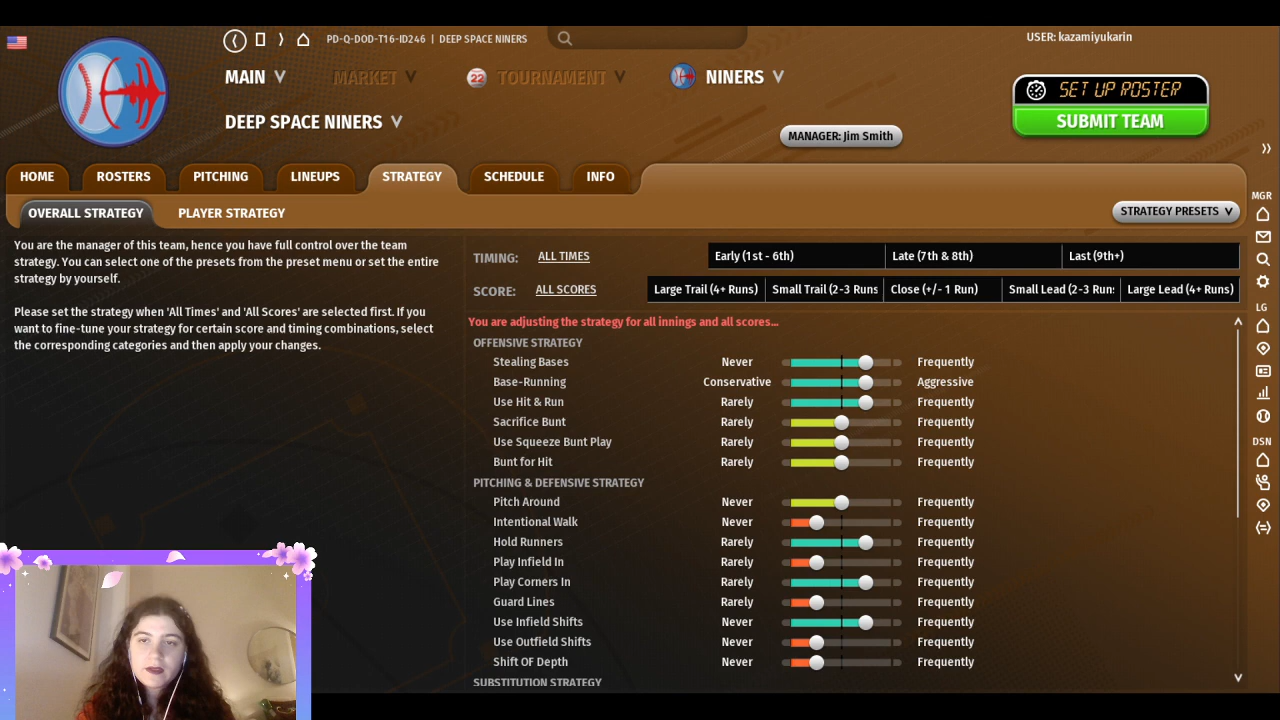 PD-Q-DOD-T16-ID246 | DEEP SPACE NINERS
USER: kazamiyukarin
MAIN
MARKET
22
TOURNAMENT
NINERS
SET UP ROSTER
SUBMIT TEAM
DEEP SPACE NINERS
MANAGER: Jim Smith
HOME
ROSTERS
PITCHING
LINEUPS
STRATEGY
SCHEDULE
INFO
OVERALL STRATEGY
PLAYER STRATEGY
STRATEGY PRESETS
You are the manager of this team, hence you have full control over the team
strategy. You can select one of the presets from the preset menu or set the entire
strategy by yourself.
Please set the strategy when 'All Times' and 'All Scores' are selected first. If you
want to fine-tune your strategy for certain score and timing combinations, select
the corresponding categories and then apply your changes.
TIMING: ALL TIMES Early (1st - 6th) Late (7th & 8th) Last (9th+)
SCORE: ALL SCORES Large Trail (4+ Runs) Small Trail (2-3 Runs Close (+/- 1 Run) Small Lead (2-3 Run: Large Lead (4+ Runs)
You are adjusting the strategy for all innings and all scores...
OFFENSIVE STRATEGY
Stealing Bases Never Frequently
Base-Running Conservative Aggressive
Use Hit & Run Rarely Frequently
Sacrifice Bunt Rarely Frequently
Use Squeeze Bunt Play Rarely Frequently
Bunt for Hit Rarely Frequently
PITCHING & DEFENSIVE STRATEGY
Pitch Around Never Frequently
Intentional Walk Never Frequently
Hold Runners Rarely Frequently
Play Infield In Rarely Frequently
Play Corners In Rarely Frequently
Guard Lines Rarely Frequently
Use Infield Shifts Never Frequently
Use Outfield Shifts Never Frequently
Shift OF Depth Never Frequently
SUBSTITUTION STRATEGY
MGR
LG
DSN